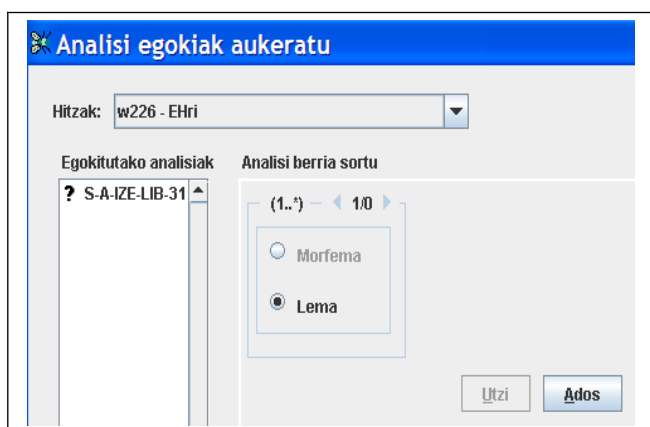 Analisi egokiak aukeratu
Hitzak: w226 - EHri
Egokitutako analisiak Analisi berria sortu
? S-A-IZE-LIB-31
(1..*) 1/0
Morfema
Lema
Utzi Ados